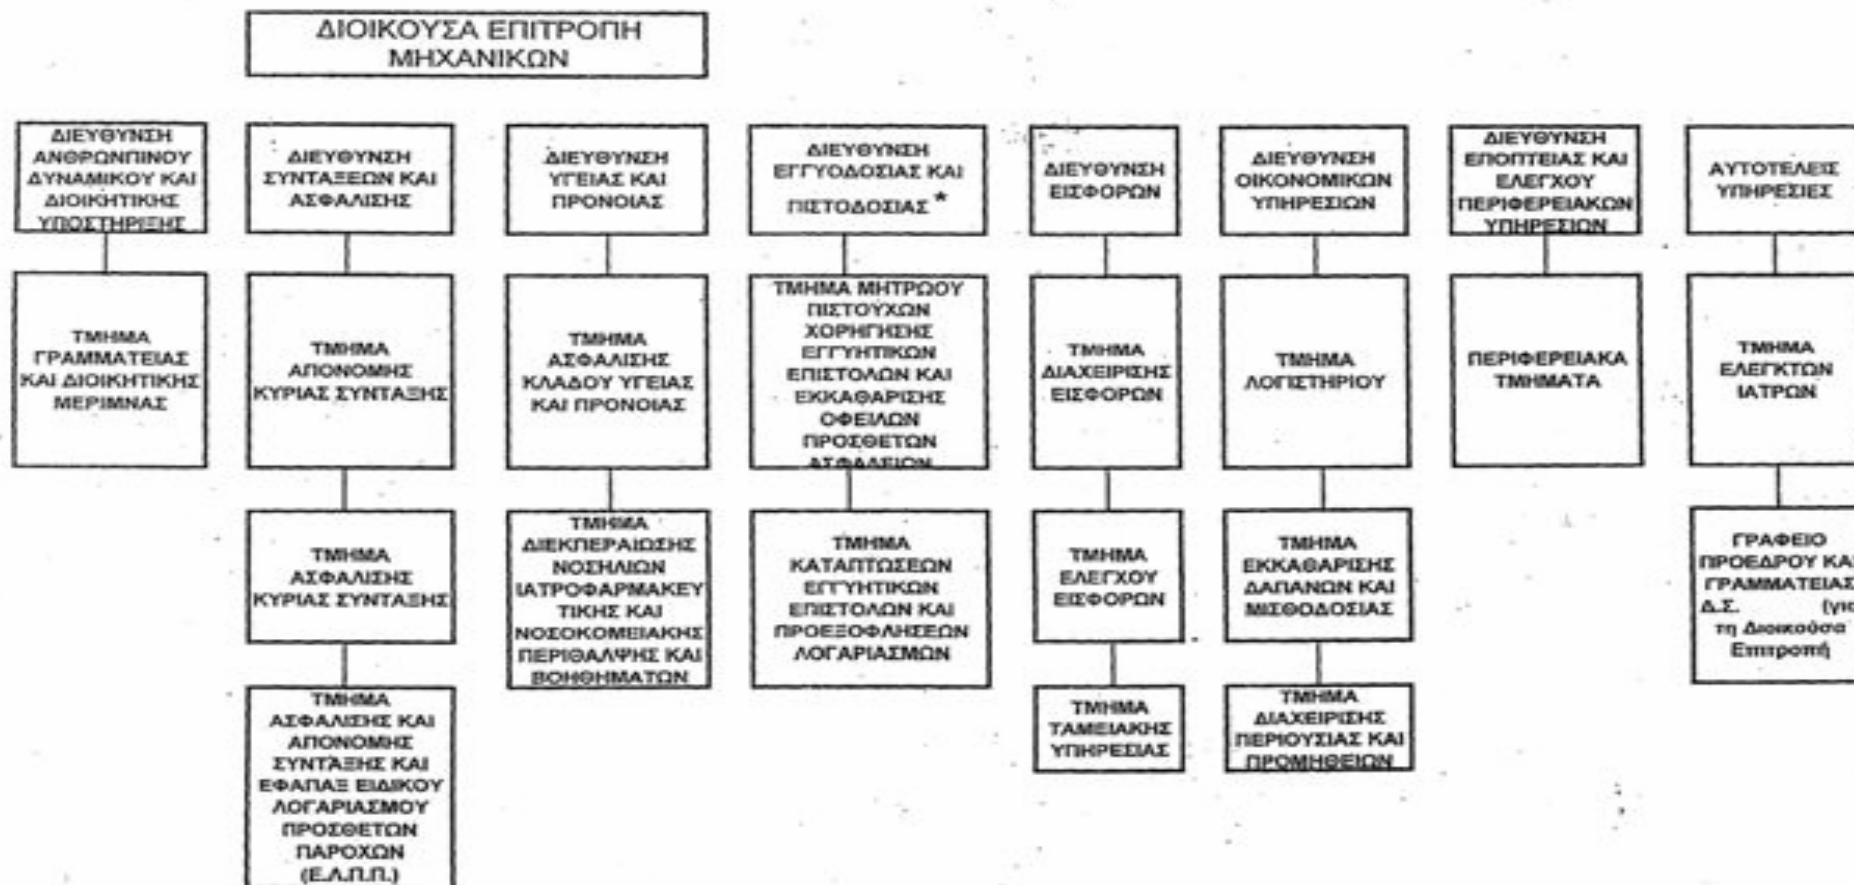 ΔΙΟΙΚΟΥΣΑ ΕΠΙΤΡΟΠΗ
ΜΗΧΑΝΙΚΩΝ
ΔΙΕΥΘΥΝΣΗ
ΑΝΘΡΩΝΠΙΝΟΥ
ΔΥΝΑΜΙΚΟΥ ΚΑΙ
ΔΙΟΙΚΗΤΙΚΗΣ
ΥΠΟΣΤΗΡΙΞΗΣ
ΔΙΕΥΘΥΝΣΗ
ΣΥΝΤΑΞΕΩΝ ΚΑΙ
ΑΣΦΑΛΙΣΗΣ
ΔΙΕΥΘΥΝΣΗ
ΥΓΕΙΑΣ ΚΑΙ
ΠΡΟΝΟΙΑΣ
ΔΙΕΥΘΥΝΣΗ
ΕΓΓΥΟΔΟΣΙΑΣ ΚΑΙ
ΠΙΣΤΟΔΟΣΙΑΣ *
ΔΙΕΥΘΥΝΣΗ
ΕΙΣΦΟΡΩΝ
ΔΙΕΥΘΥΝΣΗ
ΟΙΚΟΝΟΜΙΚΩΝ
ΥΠΗΡΕΣΙΩΝ
ΔΙΕΥΘΥΝΣΗ
ΕΠΟΠΤΕΙΑΣ ΚΑΙ
ΕΛΕΓΧΟΥ
ΠΕΡΙΦΕΡΕΙΑΚΩΝ
ΥΠΗΡΕΣΙΩΝ
ΑΥΤΟΤΕΛΕΙΣ
ΥΠΗΡΕΣΙΕΣ
ΤΜΗΜΑ
ΓΡΑΜΜΑΤΕΙΑΣ
ΚΑΙ ΔΙΟΙΚΗΤΙΚΗΣ
ΜΕΡΙΜΝΑΣ
ΤΜΗΜΑ
ΑΠΟΝΟΜΗΣ
ΚΥΡΙΑΣ ΣΥΝΤΑΞΗΣ
ΤΜΗΜΑ
ΑΣΦΑΛΙΣΗΣ
ΚΛΑΔΟΥ ΥΓΕΙΑΣ
ΚΑΙ ΠΡΟΝΟΙΑΣ
ΤΜΗΜΑ ΜΗΤΡΩΟΥ
ΠΙΣΤΟΥΧΩΝ
ΧΟΡΗΓΗΣΗΣ
ΕΓΓΥΗΤΙΚΩΝ
ΕΠΙΣΤΟΛΩΝ ΚΑΙ
ΕΚΚΑΘΑΡΙΣΗΣ
ΟΦΕΙΛΩΝ
ΠΡΟΣΘΕΤΩΝ
ΑΣΦΑΛΕΙΩΝ
ΤΜΗΜΑ
ΔΙΑΧΕΙΡΙΣΗΣ
ΕΙΣΦΟΡΩΝ
ΤΜΗΜΑ
ΛΟΓΙΣΤΗΡΙΟΥ
ΠΕΡΙΦΕΡΕΙΑΚΑ
ΤΜΗΜΑΤΑ
ΤΜΗΜΑ
ΕΛΕΓΚΤΩΝ
ΙΑΤΡΩΝ
ΤΜΗΜΑ
ΑΣΦΑΛΙΣΗΣ
ΚΥΡΙΑΣ ΣΥΝΤΑΞΗΣ
ΤΜΗΜΑ
ΔΙΕΚΠΕΡΑΙΩΣΗΣ
ΝΟΣΗΛΙΩΝ
ΙΑΤΡΟΦΑΡΜΑΚΕΥ
ΤΙΚΗΣ ΚΑΙ
ΝΟΣΟΚΟΜΕΙΑΚΗΣ
ΠΕΡΙΘΑΛΨΗΣ ΚΑΙ
ΒΟΗΘΗΜΑΤΩΝ
ΤΜΗΜΑ
ΚΑΤΑΠΤΩΣΕΩΝ
ΕΓΓΥΗΤΙΚΩΝ
ΕΠΙΣΤΟΛΩΝ ΚΑΙ
ΠΡΟΕΞΟΦΛΗΣΕΩΝ
ΛΟΓΑΡΙΑΣΜΩΝ
ΤΜΗΜΑ
ΕΛΕΓΧΟΥ
ΕΙΣΦΟΡΩΝ
ΤΜΗΜΑ
ΕΚΚΑΘΑΡΙΣΗΣ
ΔΑΠΑΝΩΝ ΚΑΙ
ΜΙΣΘΟΔΟΣΙΑΣ
ΓΡΑΦΕΙΟ
ΠΡΟΕΔΡΟΥ ΚΑΙ
ΓΡΑΜΜΑΤΕΙΑΣ
Δ.Σ. (για
τη Διοικούσα
Επιτροπή
ΤΜΗΜΑ
ΑΣΦΑΛΙΣΗΣ ΚΑΙ
ΑΠΟΝΟΜΗΣ
ΣΥΝΤΑΞΗΣ ΚΑΙ
ΕΦΑΠΑΞ ΕΙΔΙΚΟΥ
ΛΟΓΑΡΙΑΣΜΟΥ
ΠΡΟΣΘΕΤΩΝ
ΠΑΡΟΧΩΝ
(Ε.Λ.Π.Π.)
ΤΜΗΜΑ
ΤΑΜΕΙΑΚΗΣ
ΥΠΗΡΕΣΙΑΣ
ΤΜΗΜΑ
ΔΙΑΧΕΙΡΙΣΗΣ
ΠΕΡΙΟΥΣΙΑΣ ΚΑΙ
ΠΡΟΜΗΘΕΙΩΝ